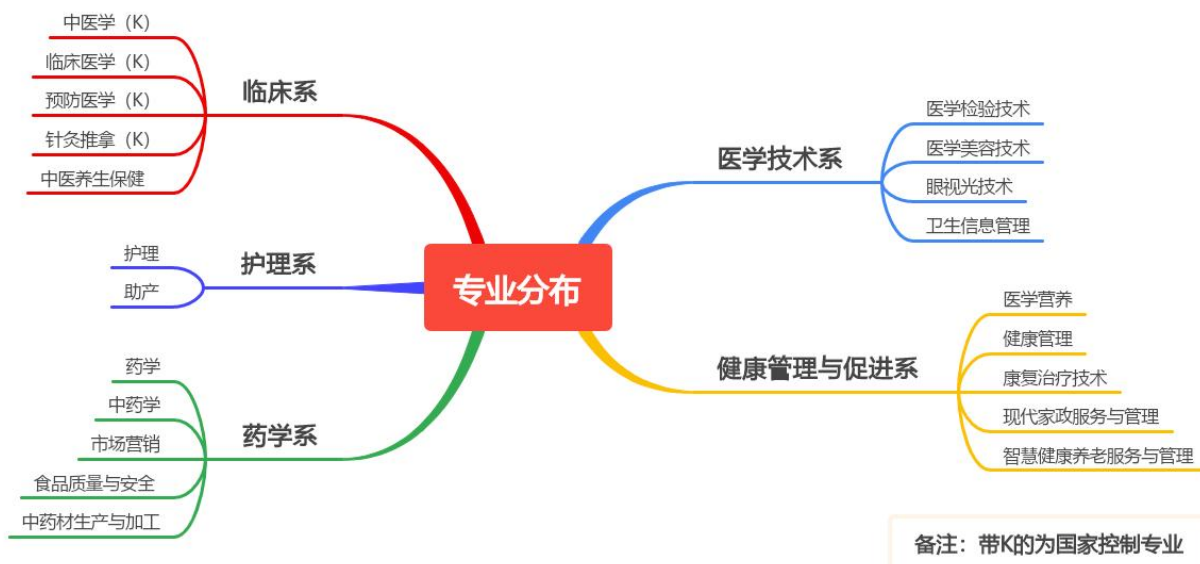 专业分布
临床系
中医学（K）
临床医学（K）
预防医学（K）
针灸推拿（K）
中医养生保健
护理系
护理
助产
药学系
药学
中药学
市场营销
食品质量与安全
中药材生产与加工
医学技术系
医学检验技术
医学美容技术
眼视光技术
卫生信息管理
健康管理与促进系
医学营养
健康管理
康复治疗技术
现代家政服务与管理
智慧健康养老服务与管理
备注：带K的为国家控制专业